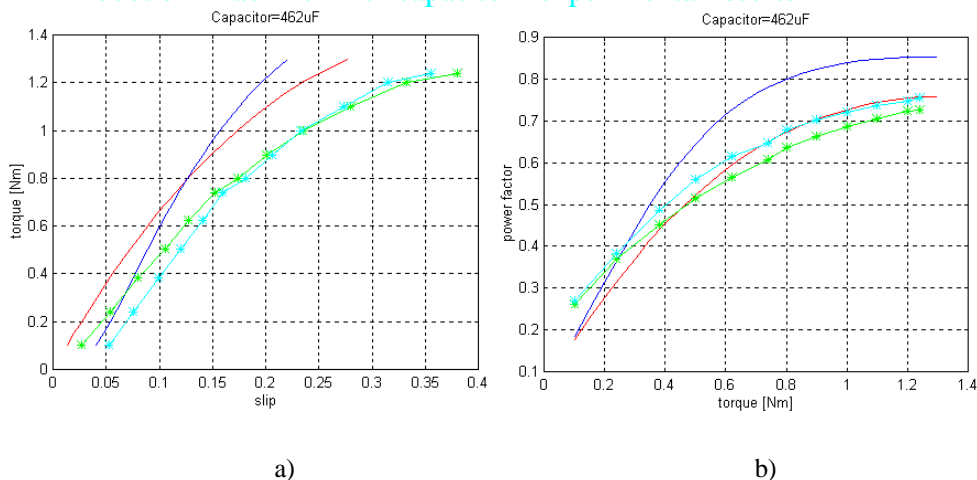 with capacitor
Capacitor=462uF
1.4
1.2
1
0.8
0.6
0.4
0.2
0
torque [Nm]
0 0.05 0.1 0.15 0.2 0.25 0.3 0.35 0.4
slip
a)
Capacitor=462uF
0.9
0.8
0.7
0.6
0.5
0.4
0.3
0.2
0.1
power factor
0 0.2 0.4 0.6 0.8 1 1.2 1.4
torque [Nm]
b)